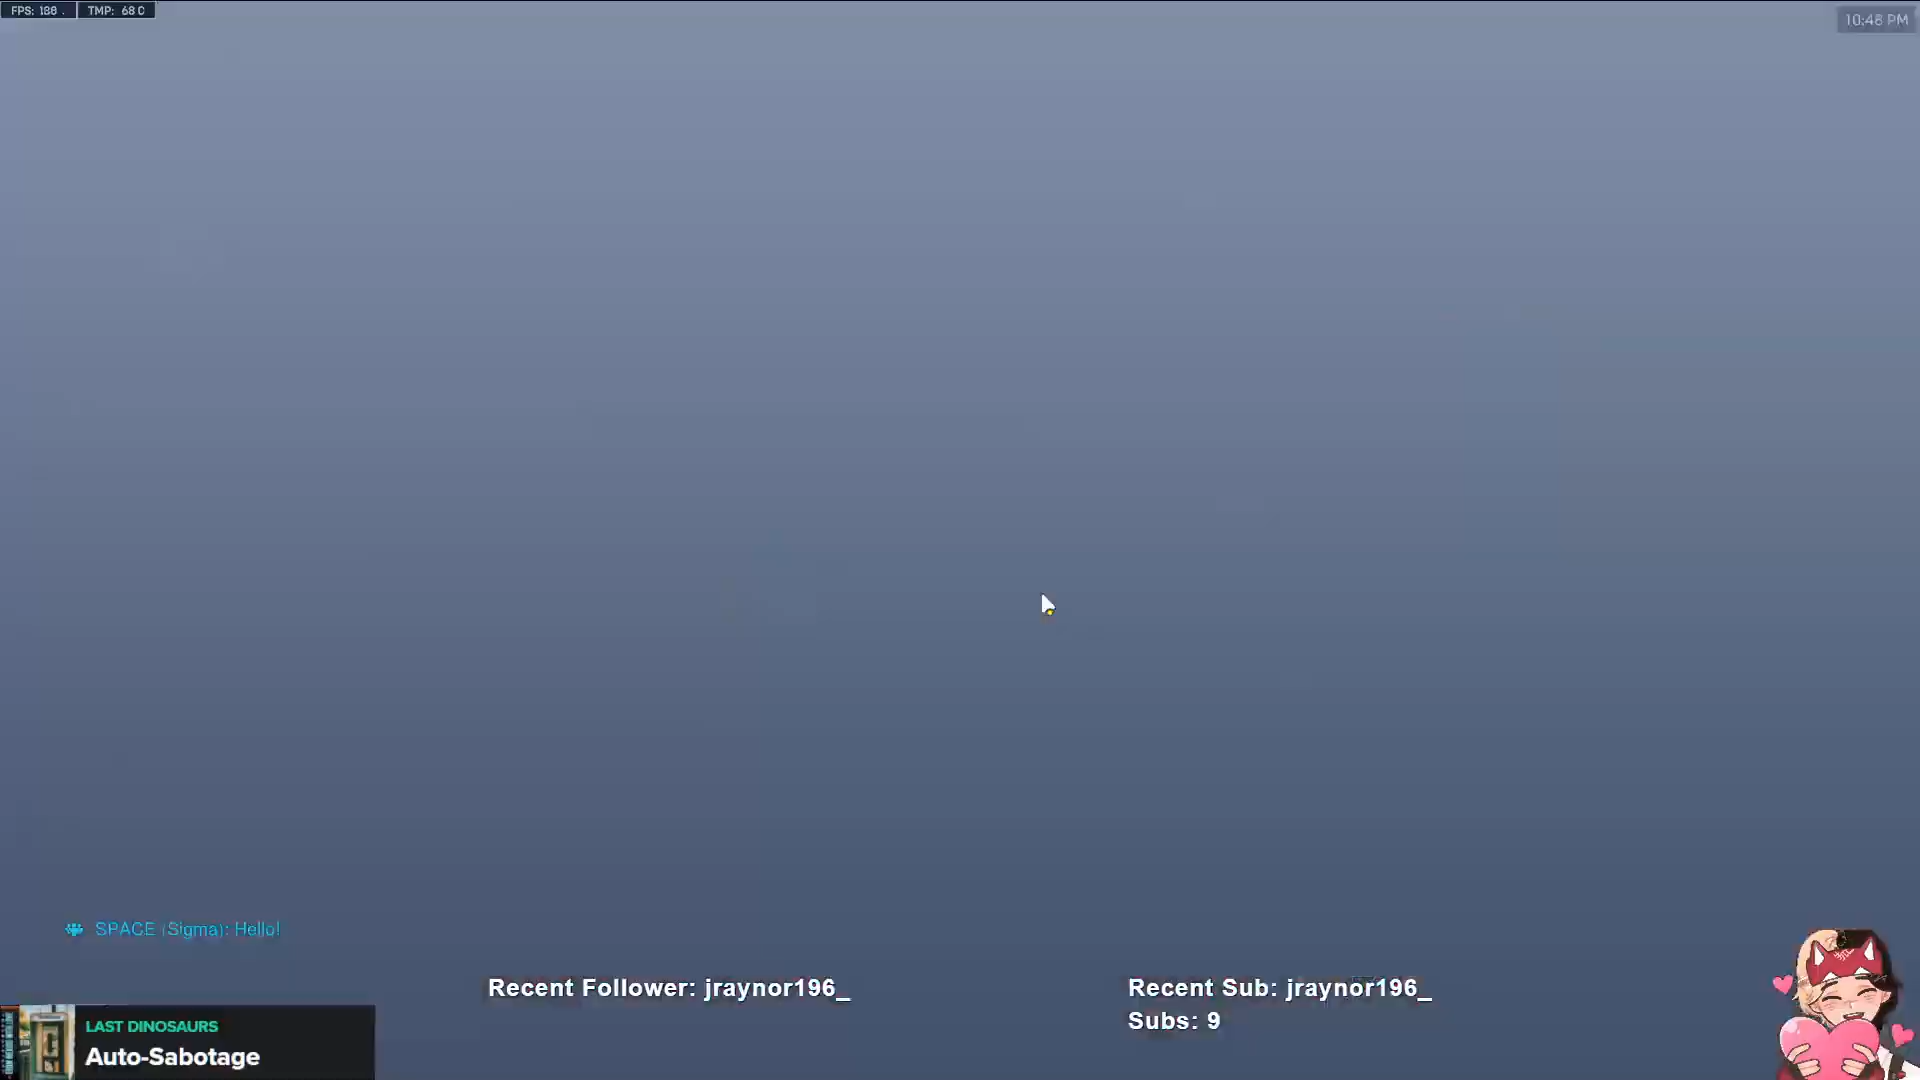 FPS: 188 .
TMP: 68 C
10:48 PM
SPACE (Sigma): Hello!
Recent Follower: jraynor196_
Recent Sub: jraynor196_
Subs: 9
LAST DINOSAURS
Auto-Sabotage